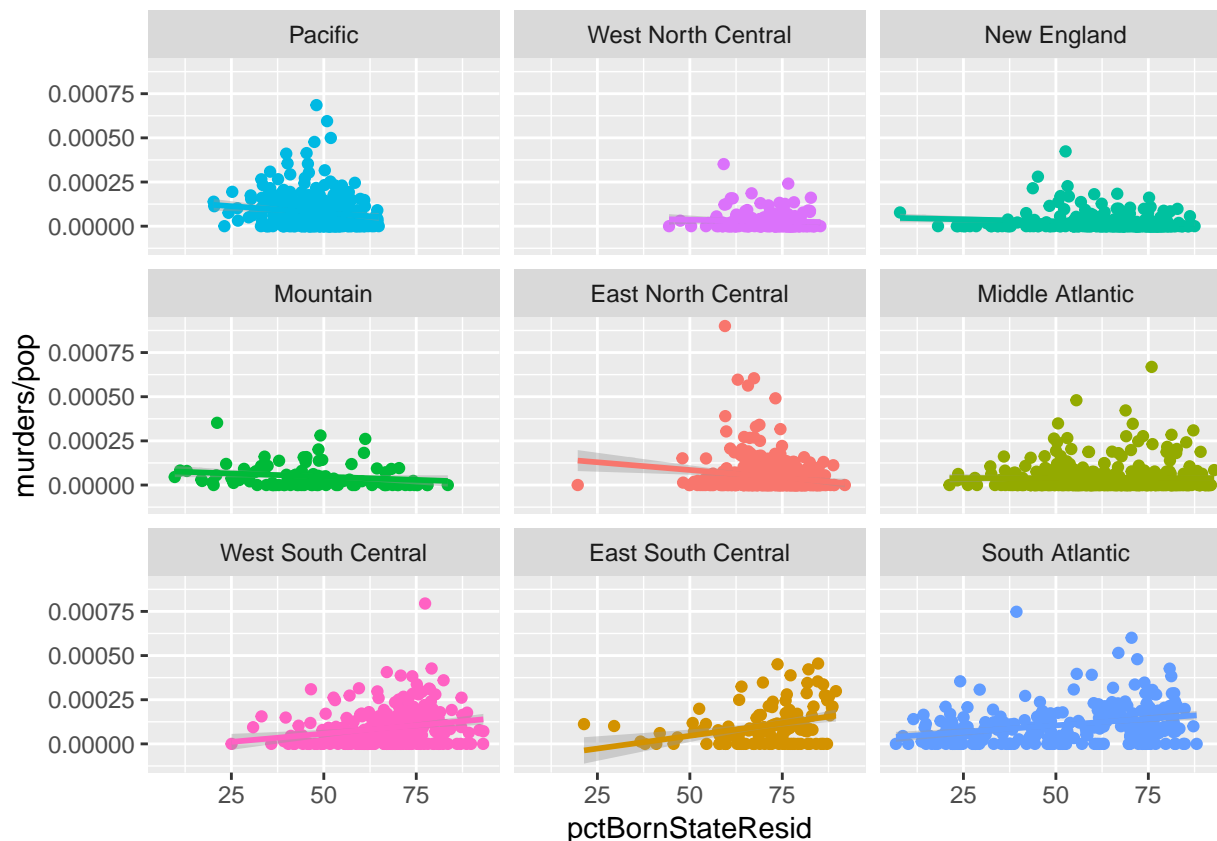 Pacific
West North Central
New England
0.00075
0.00050
0.00025
0.00000
Mountain
East North Central
Middle Atlantic
0.00075
0.00050
0.00025
0.00000
West South Central
East South Central
South Atlantic
0.00075
0.00050
0.00025
0.00000
25 50 75
25 50 75
25 50 75
murders/pop
pctBornStateResid